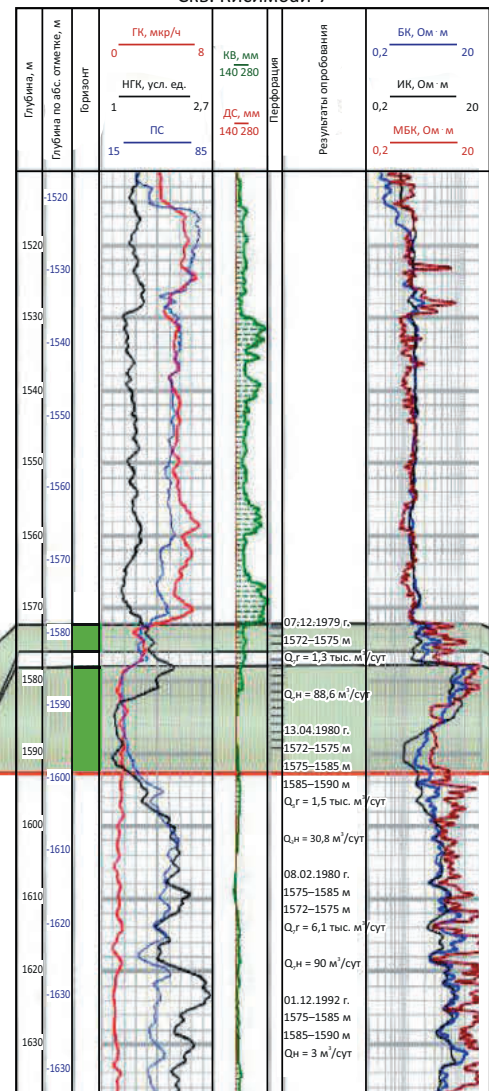 Глубина, м
Глубина по абс. отметке, м
Горизонт
ГК, мкр/ч
0 8
НГК, усл. ед.
1 2,7
ПС
15 85
КВ, мм
140 280
ДС, мм
140 280
Перфорация
Результаты опробования
БК, Ом·м
0,2 20
ИК, Ом·м
0,2 20
МБК, Ом·м
0,2 20
-1520
1520
-1530
1530
-1540
1540
-1550
1550
-1560
1560
-1570
1570
-1580
1580
-1590
1590
-1600
1600
-1610
1610
-1620
1620
-1630
1630
-1630
07.12.1979 г.
1572–1575 м
Q,г = 1,3 тыс. м³/сут
Q,н = 88,6 м³/сут
13.04.1980 г.
1572–1575 м
1575–1585 м
1585–1590 м
Q,г = 1,5 тыс. м³/сут
Q,н = 30,8 м³/сут
08.02.1980 г.
1575–1585 м
1572–1575 м
Q,г = 6,1 тыс. м³/сут
Q,н = 90 м³/сут
01.12.1992 г.
1575–1585 м
1585–1590 м
Qн = 3 м³/сут